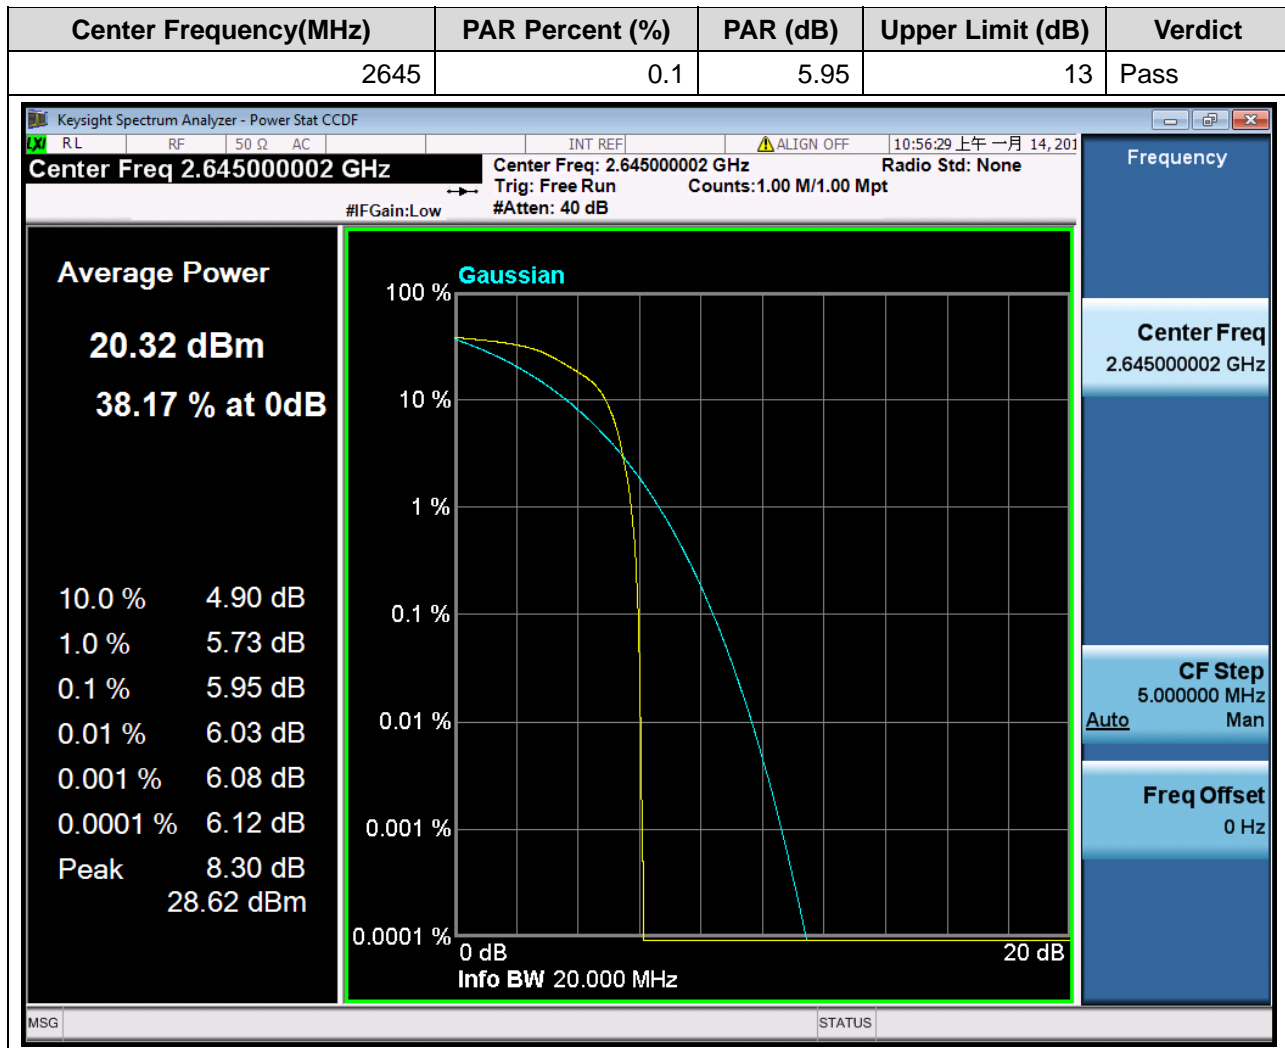 Center Frequency(MHz) PAR Percent (%) PAR (dB) Upper Limit (dB) Verdict
2645 0.1 5.95 13 Pass
Keysight Spectrum Analyzer - Power Stat CCDF
LXI RL RF 50 Ω AC INT REF ALIGN OFF 10:56:29 上午 一月 14, 201
Center Freq 2.645000002 GHz
Center Freq: 2.645000002 GHz Radio Std: None
Trig: Free Run Counts:1.00 M/1.00 Mpt
#IFGain:Low #Atten: 40 dB
Frequency
Average Power
20.32 dBm
38.17 % at 0dB
10.0 % 4.90 dB
1.0 % 5.73 dB
0.1 % 5.95 dB
0.01 % 6.03 dB
0.001 % 6.08 dB
0.0001 % 6.12 dB
Peak 8.30 dB
28.62 dBm
Gaussian
100 %
10 %
1 %
0.1 %
0.01 %
0.001 %
0.0001 %
0 dB 20 dB
Info BW 20.000 MHz
Center Freq
2.645000002 GHz
CF Step
5.000000 MHz
Auto Man
Freq Offset
0 Hz
MSG STATUS